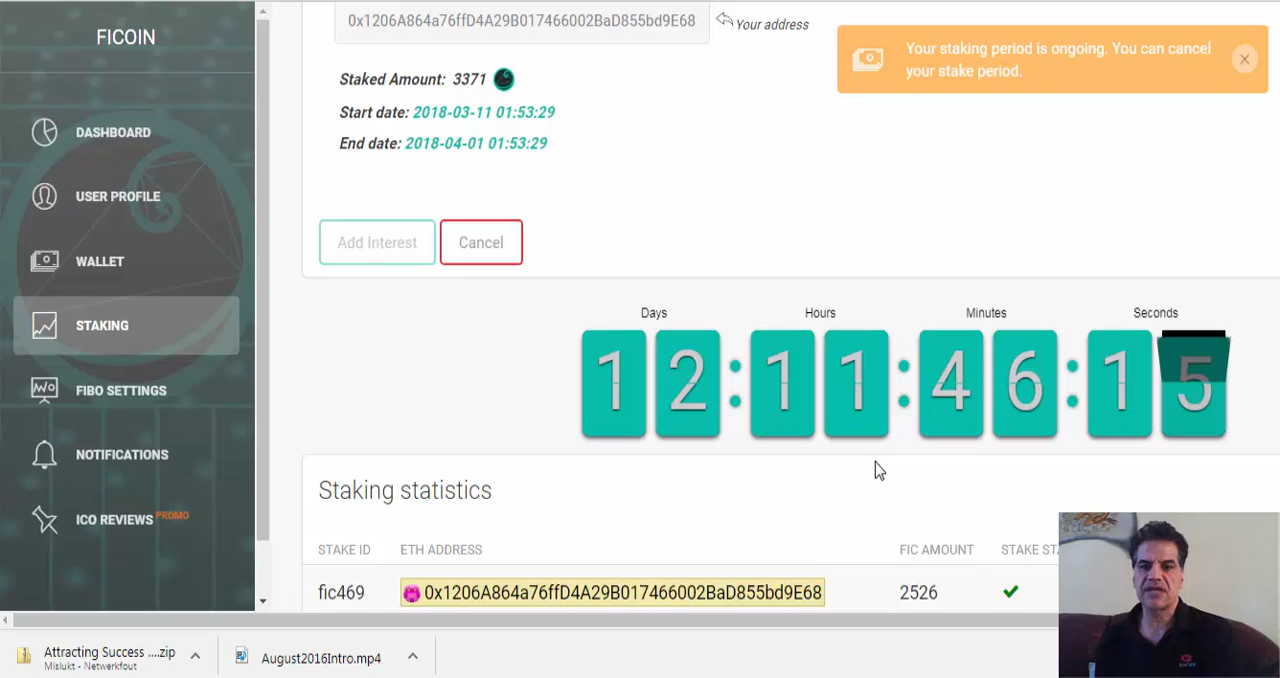 FICOIN
DASHBOARD
USER PROFILE
WALLET
STAKING
FIBO SETTINGS
NOTIFICATIONS
ICO REVIEWS PROMO
0x1206A864a76ffD4A29B017466002BaD855bd9E68 Your address
Your staking period is ongoing. You can cancel
your stake period.
Staked Amount: 3371
Start date: 2018-03-11 01:53:29
End date: 2018-04-01 01:53:29
Add Interest Cancel
Days Hours Minutes Seconds
12:11:46:15
Staking statistics
STAKE ID ETH ADDRESS FIC AMOUNT STAKE
fic469 0x1206A864a76ffD4A29B017466002BaD855bd9E68 2526
Attracting Success ....zip
Mislukt - Netwerkfout
August2016Intro.mp4